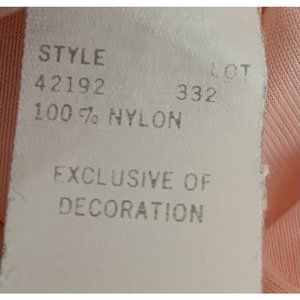 STYLE LOT
42192 332
100% NYLON
EXCLUSIVE OF
DECORATION